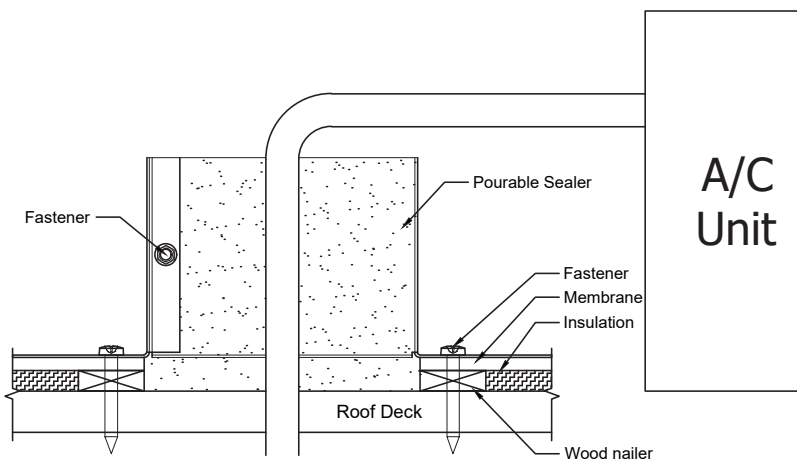 A/C
Unit
Pourable Sealer
Fastener
Fastener
Membrane
Insulation
Roof Deck
Wood nailer